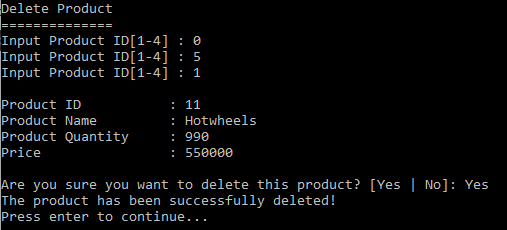 Delete Product
==============
Input Product ID[1-4] : 0
Input Product ID[1-4] : 5
Input Product ID[1-4] : 1
Product ID           : 11
Product Name         : Hotwheels
Product Quantity     : 990
Price                : 550000
Are you sure you want to delete this product? [Yes | No]: Yes
The product has been successfully deleted!
Press enter to continue...